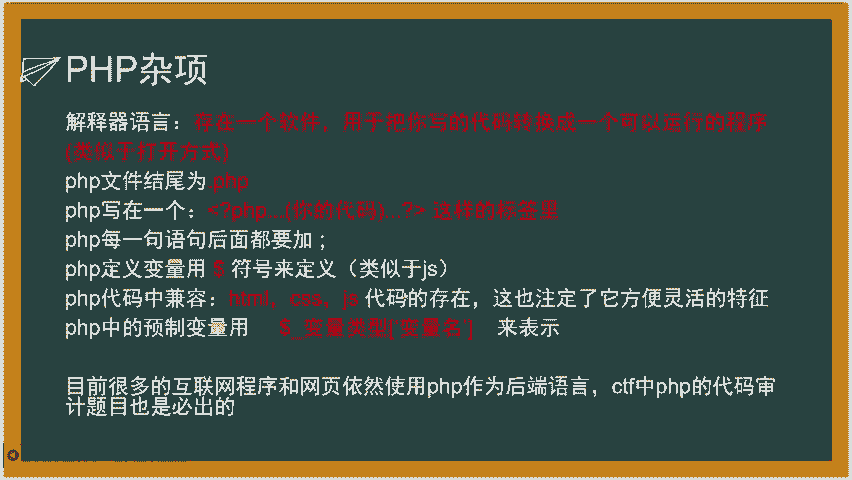 PHP杂项
解释器语言：存在一个软件，用于把你写的代码转换成一个可以运行的程序
(类似于打开方式)
php文件结尾为.php
php写在一个：<?php...(你的代码)...?> 这样的标签里
php每一句语句后面都要加 ;
php定义变量用 $ 符号来定义（类似于js）
php代码中兼容：html，css，js 代码的存在，这也注定了它方便灵活的特征
php中的预制变量用 $_变量类型['变量名'] 来表示
目前很多的互联网程序和网页依然使用php作为后端语言，ctf中php的代码审
计题目也是必出的